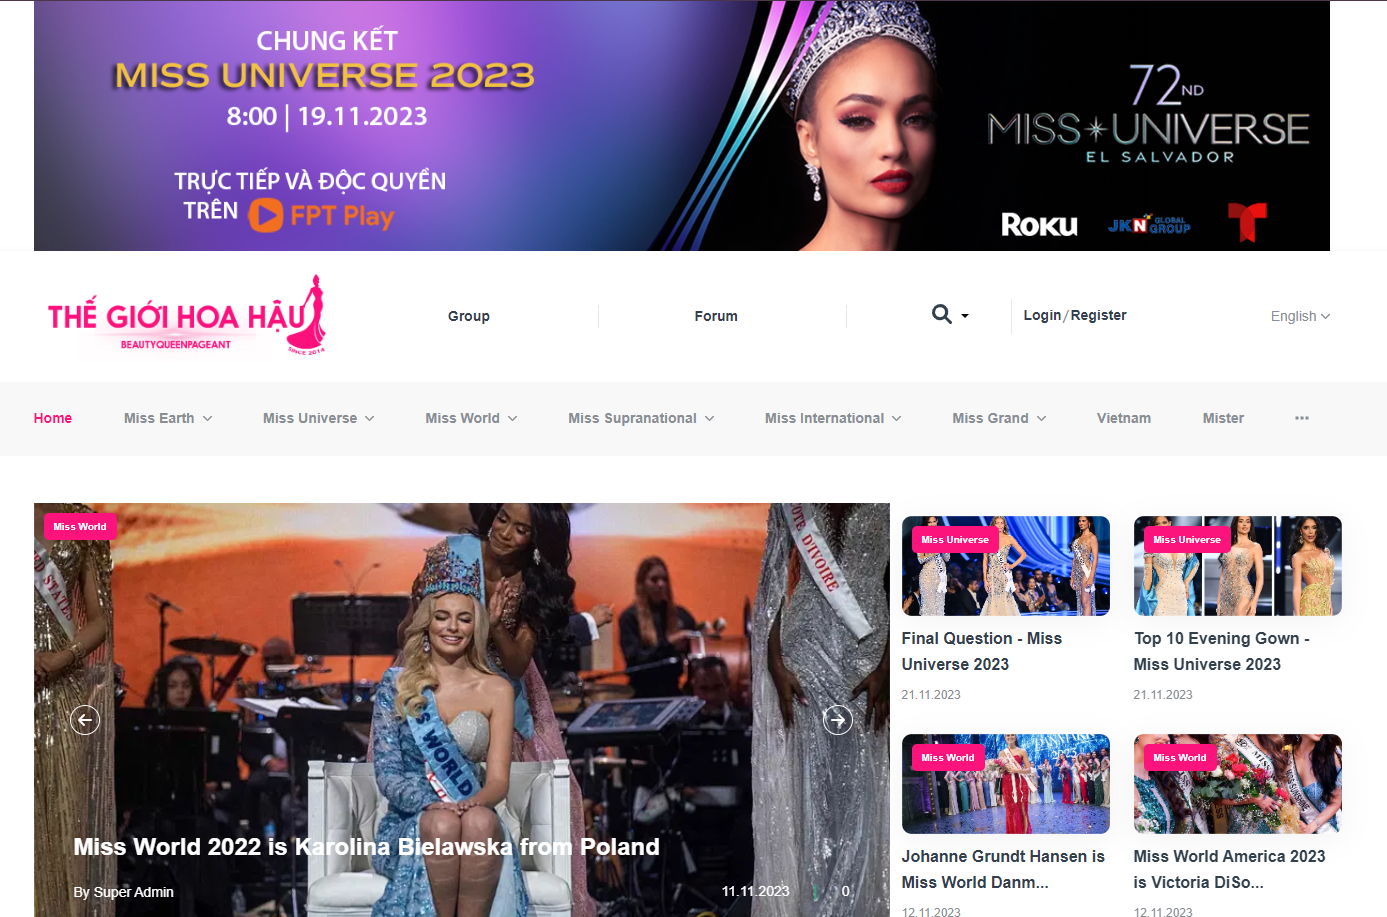 CHUNG KẾT
MISS UNIVERSE 2023
8:00 | 19.11.2023
TRỰC TIẾP VÀ ĐỘC QUYỀN
TRÊN FPT Play
72ND
MISS UNIVERSE
EL SALVADOR
ROKU JKN GLOBAL GROUP
THẾ GIỚI HOA HẬU
BEAUTYQUEENPAGEANT
SINCE 2014
Group Forum Login/Register English
Home Miss Earth Miss Universe Miss World Miss Supranational Miss International Miss Grand Vietnam Mister ...
Miss World
D STATES
OTE DIVOIRE
S WORLD
Miss World 2022 is Karolina Bielawska from Poland
By Super Admin 11.11.2023 0
Miss Universe
Final Question - Miss
Universe 2023
21.11.2023
Miss Universe
Top 10 Evening Gown -
Miss Universe 2023
21.11.2023
Miss World
Johanne Grundt Hansen is
Miss World Danm...
12.11.2023
Miss World
Miss World America 2023
is Victoria DiSo...
12.11.2023